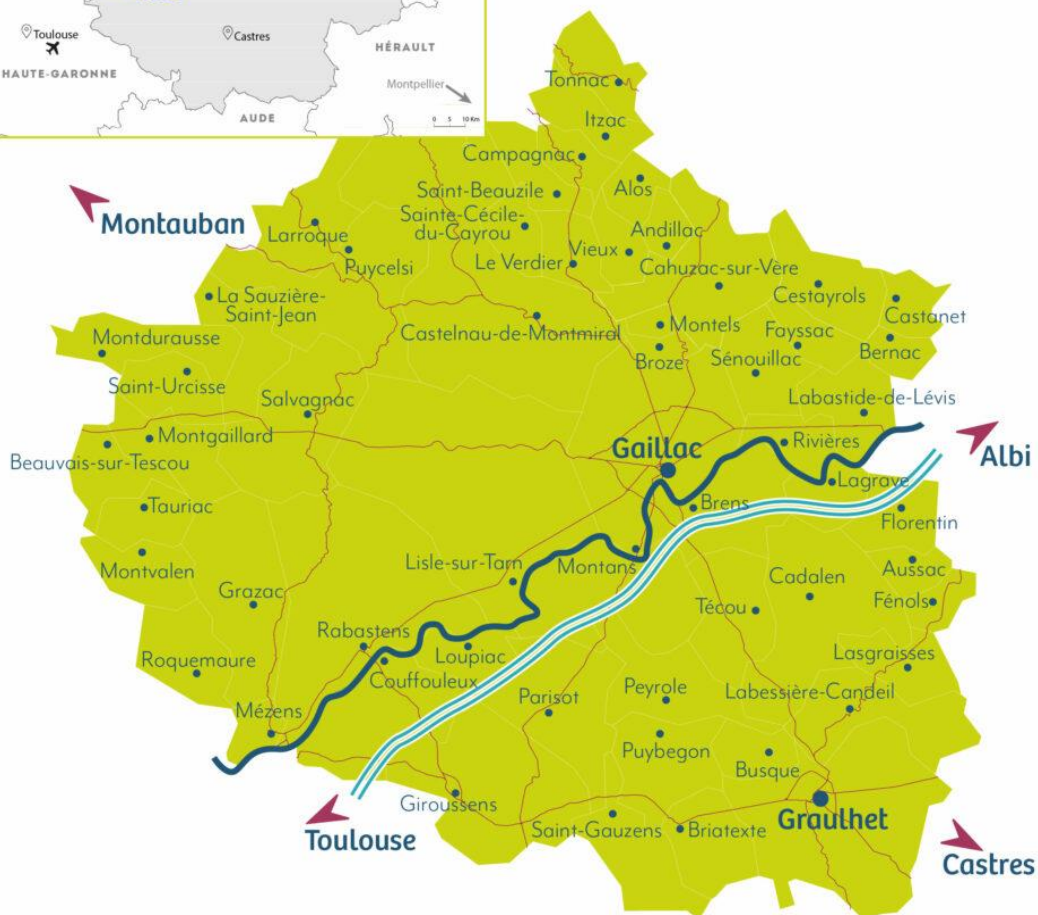 Toulouse
Castres
HÉRAULT
HAUTE-GARONNE
Montpellier
AUDE
0 5 10 Km
Tonnac
Itzac
Campagnac
Saint-Beauzile
Alos
Sainte-Cécile-
du-Cayrou
Andillac
Montauban
Larroque
Vieux
Le Verdier
Puycelsi
Cahuzac-sur-Vère
Cestayrols
La Sauzière-
Saint-Jean
Castanet
Montdurausse
Castelnau-de-Montmiral
Montels
Fayssac
Broze
Sénouillac
Bernac
Saint-Urcisse
Salvagnac
Labastide-de-Lévis
Montgaillard
Gaillac
Rivières
Albi
Beauvais-sur-Tescou
Lagrave
Tauriac
Brens
Florentin
Lisle-sur-Tarn
Montans
Montvalen
Cadalen
Aussac
Grazac
Técou
Fénols
Rabastens
Loupiac
Lasgraisses
Roquemaure
Couffouleux
Parisot
Peyrole
Labessière-Candeil
Mézens
Puybegon
Busque
Giroussens
Toulouse
Saint-Gauzens
Briatexte
Graulhet
Castres